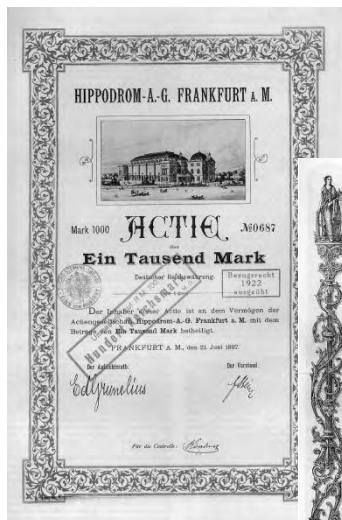 HIPPODROM-A.-G. FRANKFURT A. M.
Mark 1000 ACTIE №0687
über
Ein Tausend Mark
Deutscher Reichswährung.
Bezugsrecht
1922
ausgeübt
Der Inhaber dieser Actie ist an dem Vermögen der
Actiengesellschaft Hippodrom-A.-G. Frankfurt a. M. mit dem
Betrage von Ein Tausend Mark betheiligt.
FRANKFURT A. M., den 21. Juni 1897.
Der Aufsichtsrath: Der Vorstand:
Für die Controlle: